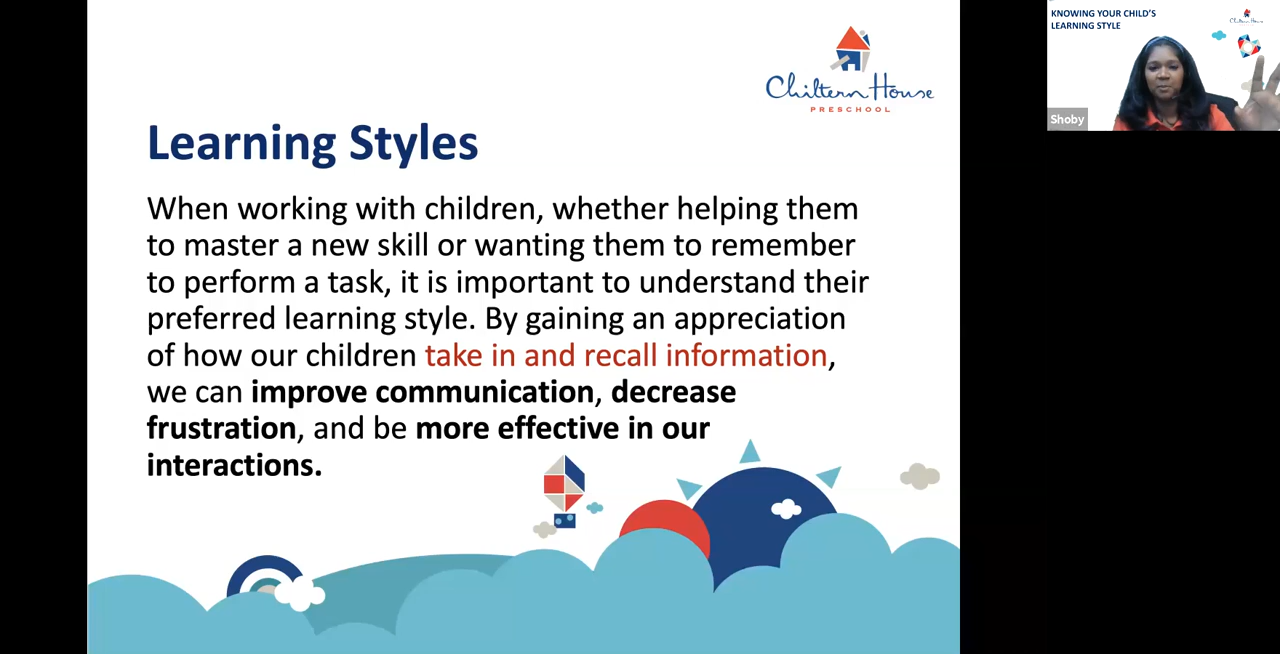 Chiltern House
PRESCHOOL
Learning Styles
When working with children, whether helping them
to master a new skill or wanting them to remember
to perform a task, it is important to understand their
preferred learning style. By gaining an appreciation
of how our children take in and recall information,
we can improve communication, decrease
frustration, and be more effective in our
interactions.
KNOWING YOUR CHILD'S
LEARNING STYLE
Chiltern House
Shoby